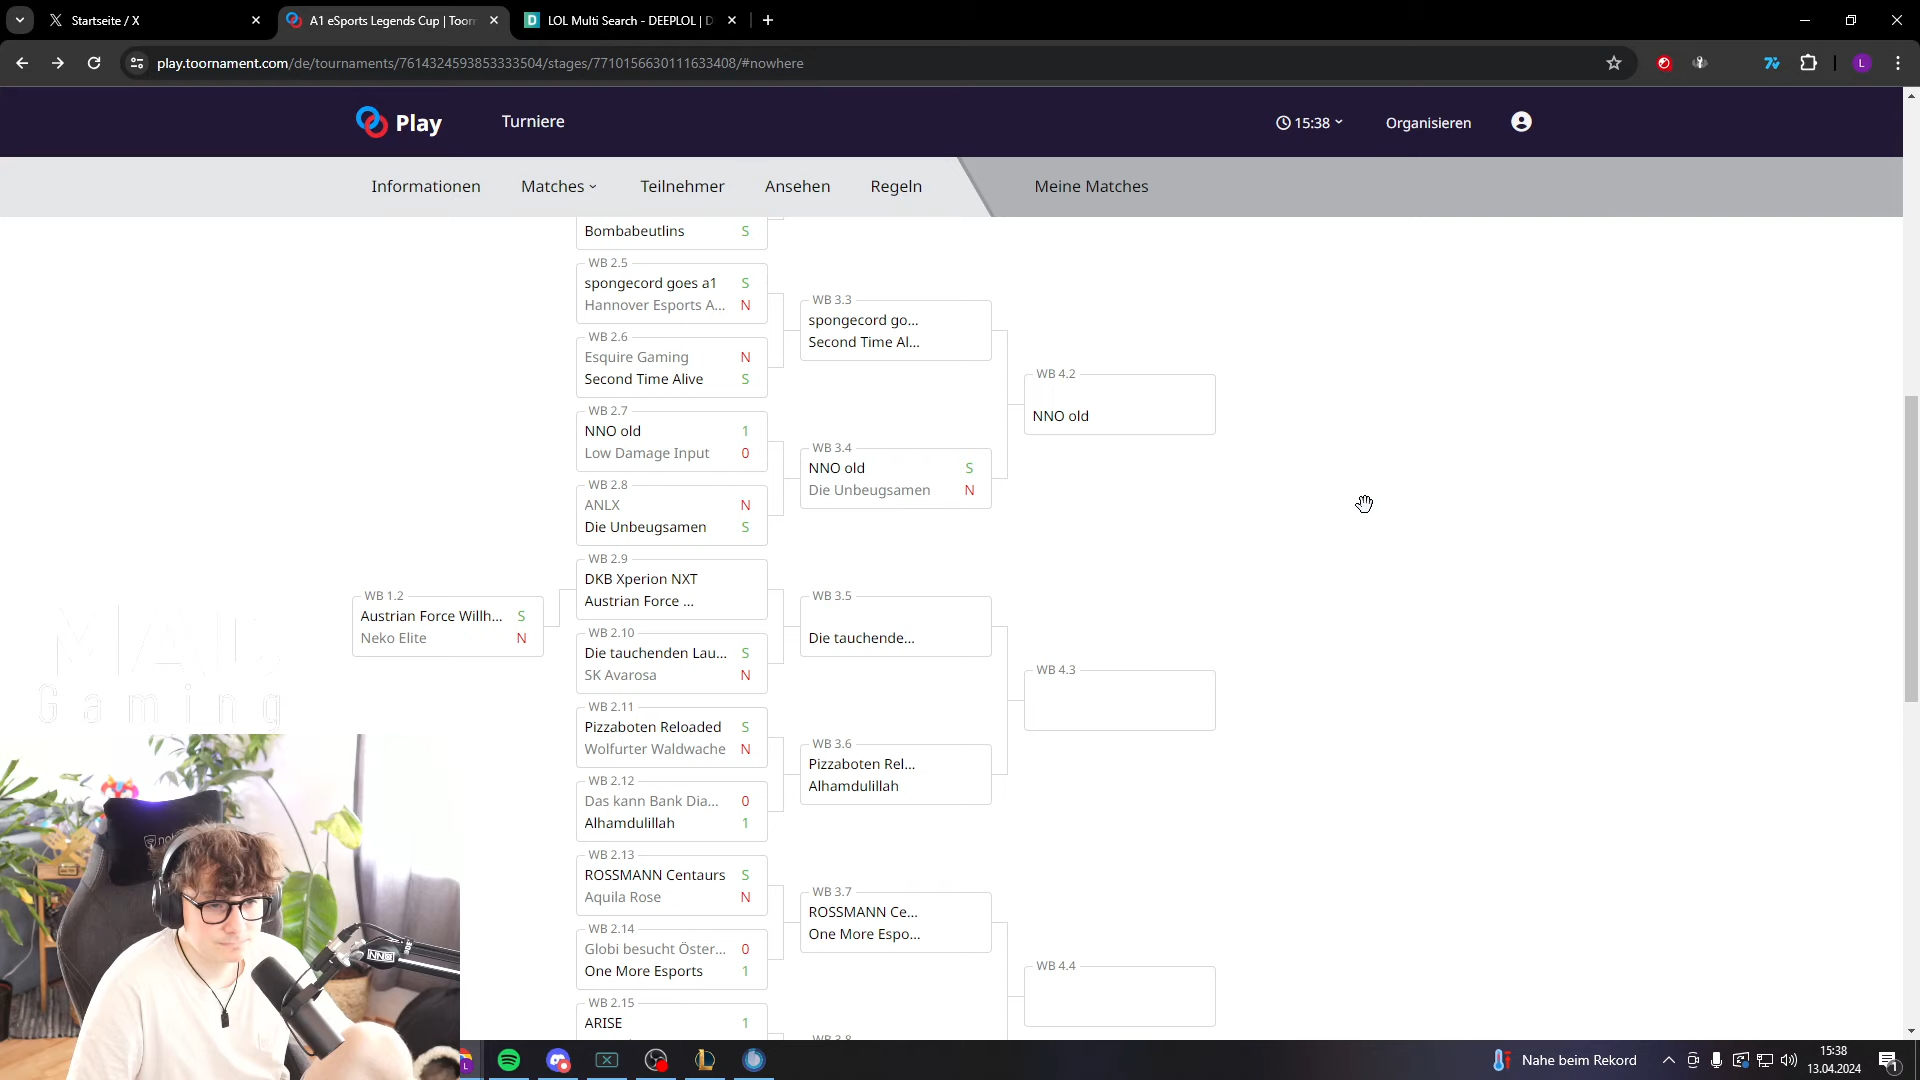 Startseite / X
A1 eSports Legends Cup | Toor
LOL Multi Search - DEEPLOL | D
play.toornament.com/de/tournaments/7614324593853333504/stages/7710156630111633408/#nowhere
L
Play
Turniere
15:38
Organisieren
Informationen
Matches
Teilnehmer
Ansehen
Regeln
Meine Matches
Bombabeutlins S
WB 2.5
spongecord goes a1 S
Hannover Esports A... N
WB 2.6
Esquire Gaming N
Second Time Alive S
WB 3.3
spongecord go...
Second Time Al...
WB 4.2
NNO old
WB 2.7
NNO old 1
Low Damage Input 0
WB 3.4
NNO old S
Die Unbeugsamen N
WB 2.8
ANLX N
Die Unbeugsamen S
WB 2.9
DKB Xperion NXT
Austrian Force ...
WB 1.2
Austrian Force Willh... S
Neko Elite N
WB 3.5
Die tauchende...
WB 2.10
Die tauchenden Lau... S
SK Avarosa N
WB 4.3
WB 2.11
Pizzaboten Reloaded S
Wolfurter Waldwache N
WB 3.6
Pizzaboten Rel...
Alhamdulillah
WB 2.12
Das kann Bank Dia... 0
Alhamdulillah 1
WB 2.13
ROSSMANN Centaurs S
Aquila Rose N
WB 3.7
ROSSMANN Ce...
One More Espo...
WB 2.14
Globi besucht Öster... 0
One More Esports 1
WB 4.4
WB 2.15
ARISE 1
WB 3.8
MAD
Gaming
NNO
Nahe beim Rekord
15:38
13.04.2024
1